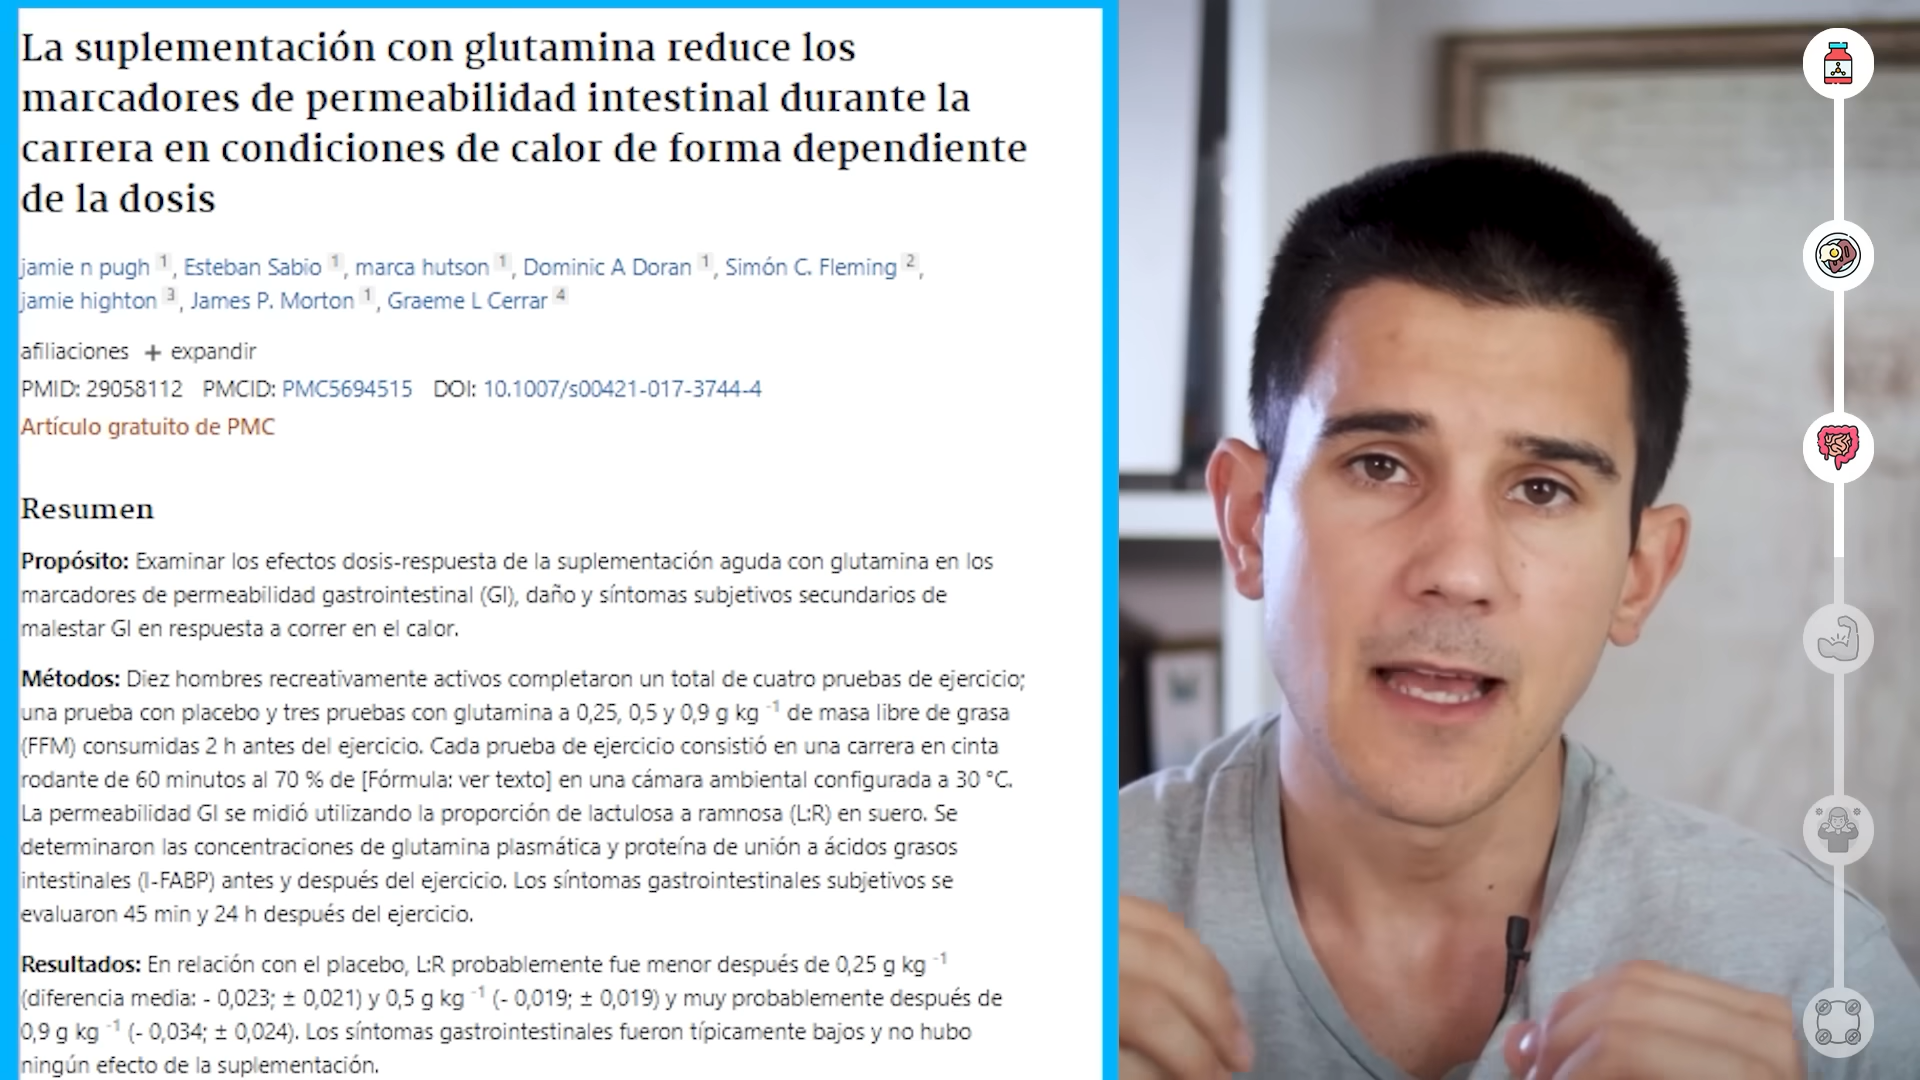 La suplementación con glutamina reduce los
marcadores de permeabilidad intestinal durante la
carrera en condiciones de calor de forma dependiente
de la dosis
jamie n pugh 1, Esteban Sabio 1, marca hutson 1, Dominic A Doran 1, Simón C. Fleming 2,
jamie highton 3, James P. Morton 1, Graeme L Cerrar 4
afiliaciones + expandir
PMID: 29058112 PMCID: PMC5694515 DOI: 10.1007/s00421-017-3744-4
Artículo gratuito de PMC
Resumen
Propósito: Examinar los efectos dosis-respuesta de la suplementación aguda con glutamina en los
marcadores de permeabilidad gastrointestinal (GI), daño y síntomas subjetivos secundarios de
malestar GI en respuesta a correr en el calor.
Métodos: Diez hombres recreativamente activos completaron un total de cuatro pruebas de ejercicio;
una prueba con placebo y tres pruebas con glutamina a 0,25, 0,5 y 0,9 g kg -1 de masa libre de grasa
(FFM) consumidas 2 h antes del ejercicio. Cada prueba de ejercicio consistió en una carrera en cinta
rodante de 60 minutos al 70 % de [Fórmula: ver texto] en una cámara ambiental configurada a 30 °C.
La permeabilidad GI se midió utilizando la proporción de lactulosa a ramnosa (L:R) en suero. Se
determinaron las concentraciones de glutamina plasmática y proteína de unión a ácidos grasos
intestinales (I-FABP) antes y después del ejercicio. Los síntomas gastrointestinales subjetivos se
evaluaron 45 min y 24 h después del ejercicio.
Resultados: En relación con el placebo, L:R probablemente fue menor después de 0,25 g kg -1
(diferencia media: - 0,023; ± 0,021) y 0,5 g kg -1 (- 0,019; ± 0,019) y muy probablemente después de
0,9 g kg -1 (- 0,034; ± 0,024). Los síntomas gastrointestinales fueron típicamente bajos y no hubo
ningún efecto de la suplementación.